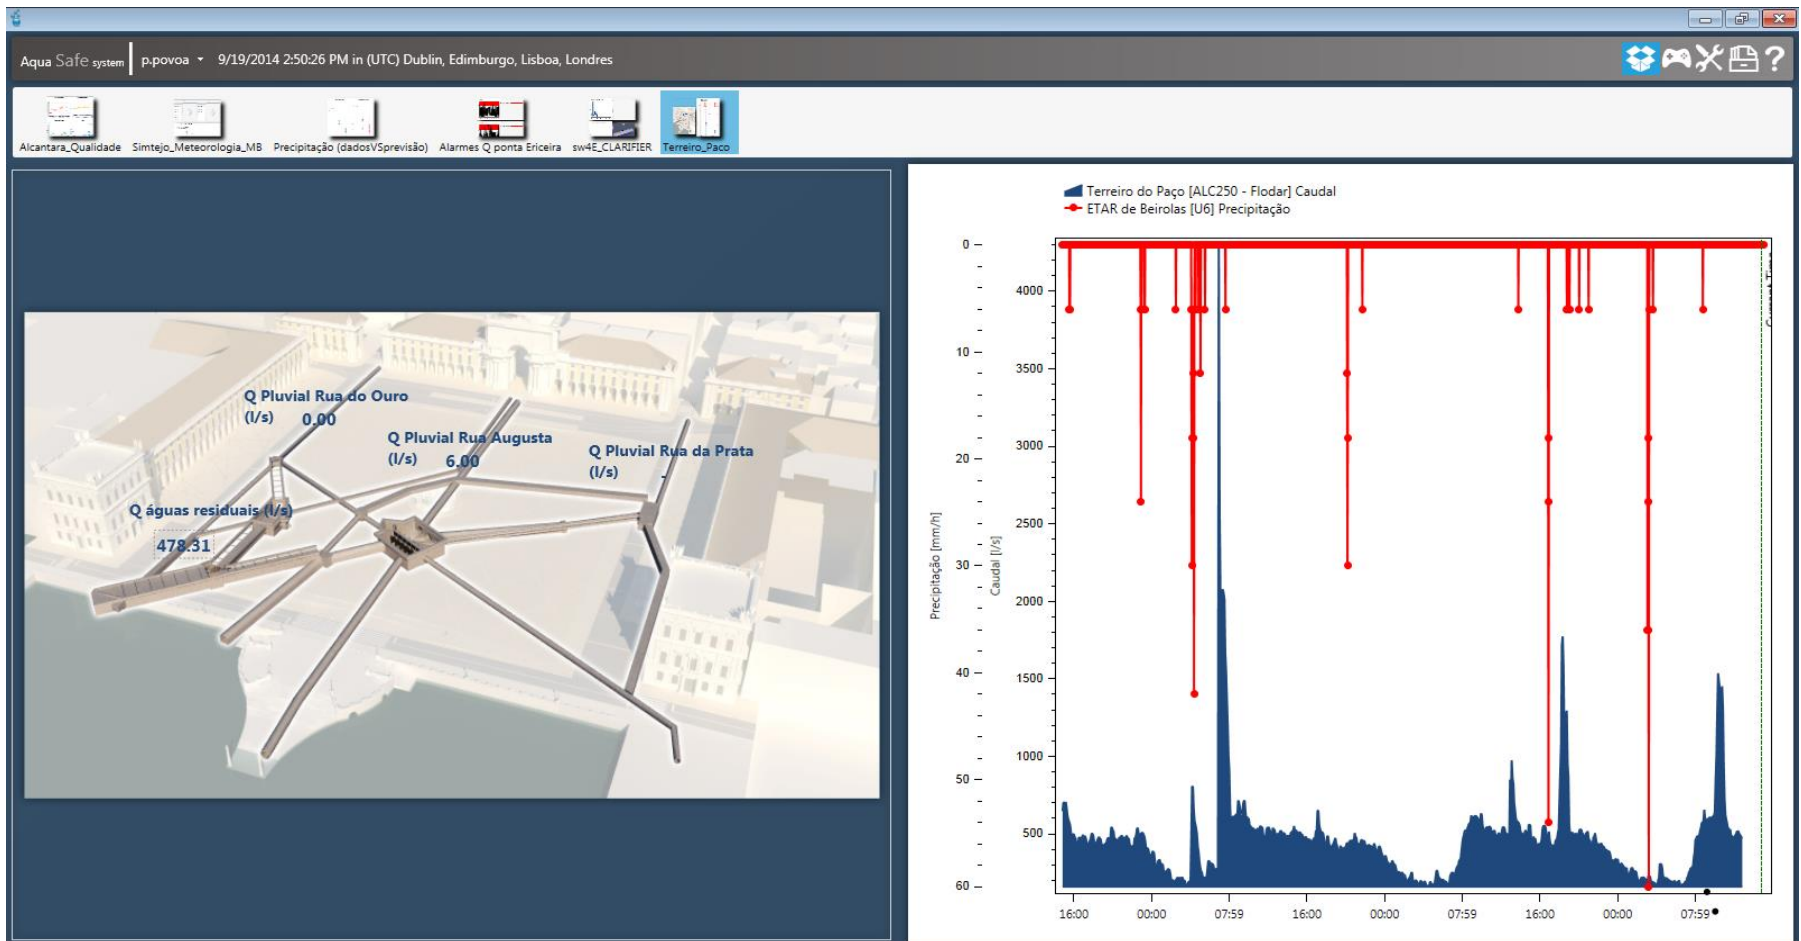 Aqua Safe system
p.povoa
9/19/2014 2:50:26 PM in (UTC) Dublin, Edimburgo, Lisboa, Londres
Alcantara_Qualidade
Simtejo_Meteorologia_MB
Precipitação (dadosVSprevisão)
Alarmes Q ponta Ericeira
sw4E_CLARIFIER
Terreiro_Paco
Q Pluvial Rua do Ouro
(l/s) 0.00
Q Pluvial Rua Augusta
(l/s) 6.00
Q Pluvial Rua da Prata
(l/s) -
Q águas residuais (l/s)
478.31
Terreiro do Paço [ALC250 - Flodar] Caudal
ETAR de Beirolas [U6] Precipitação
Precipitação [mm/h]
0
10
20
30
40
50
60
Caudal [l/s]
4000
3500
3000
2500
2000
1500
1000
500
16:00
00:00
07:59
16:00
00:00
07:59
16:00
00:00
07:59